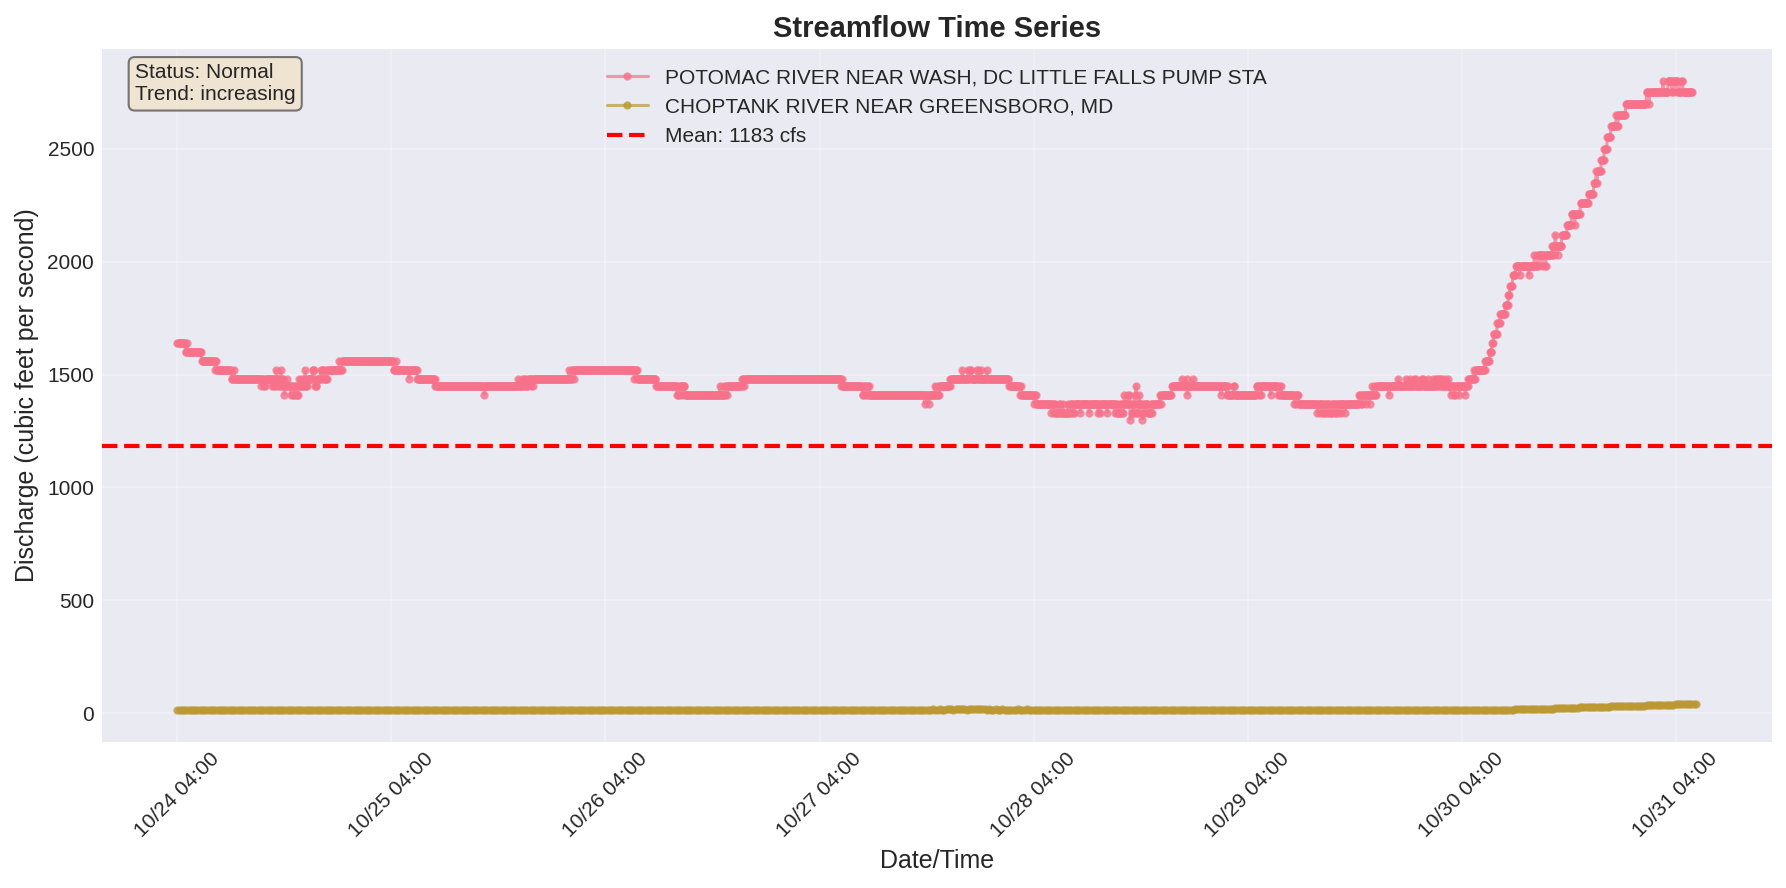 Streamflow Time Series
Status: Normal
Trend: increasing
POTOMAC RIVER NEAR WASH, DC LITTLE FALLS PUMP STA
CHOPTANK RIVER NEAR GREENSBORO, MD
Mean: 1183 cfs
Discharge (cubic feet per second)
2500
2000
1500
1000
500
0
10/24 04:00
10/25 04:00
10/26 04:00
10/27 04:00
10/28 04:00
10/29 04:00
10/30 04:00
10/31 04:00
Date/Time